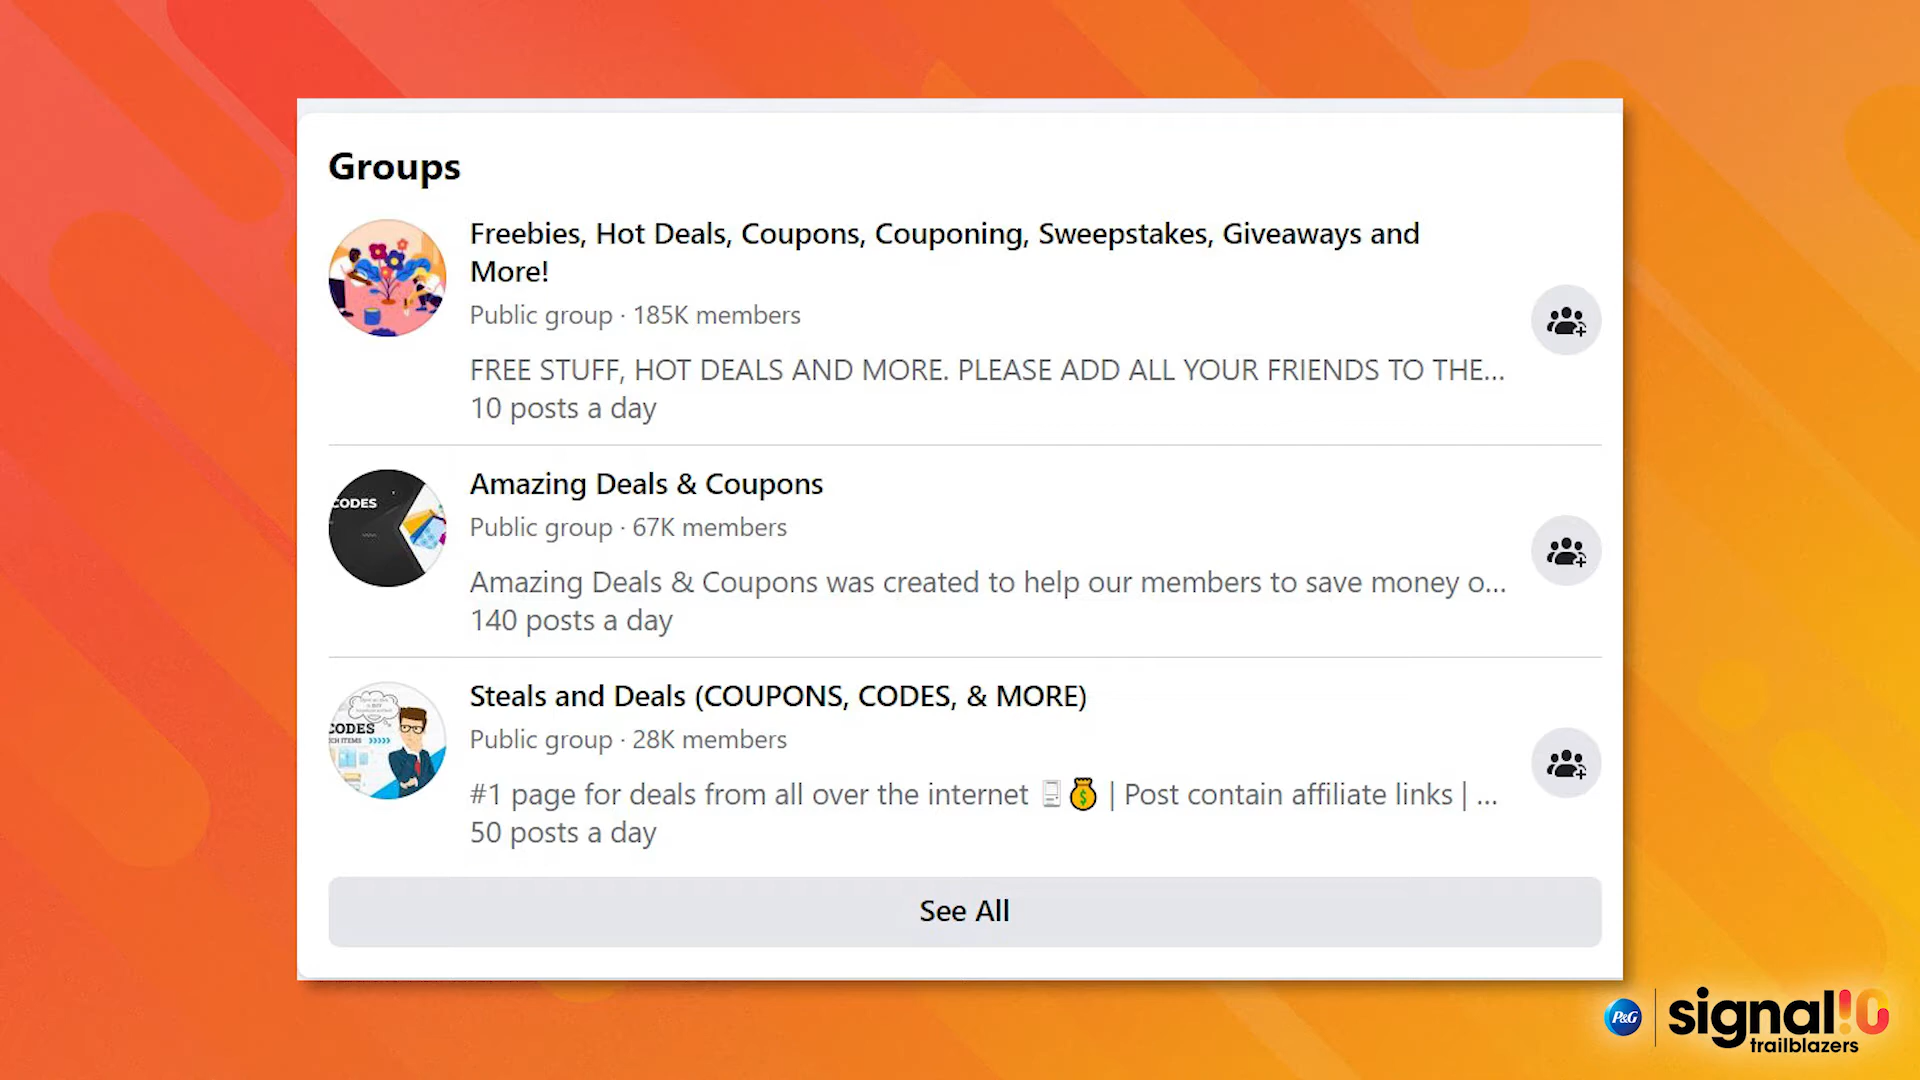 Groups
Freebies, Hot Deals, Coupons, Couponing, Sweepstakes, Giveaways and
More!
Public group · 185K members
FREE STUFF, HOT DEALS AND MORE. PLEASE ADD ALL YOUR FRIENDS TO THE...
10 posts a day
CODES
Amazing Deals & Coupons
Public group · 67K members
Amazing Deals & Coupons was created to help our members to save money o...
140 posts a day
CODES
CH ITEMS >>>>>
Steals and Deals (COUPONS, CODES, & MORE)
Public group · 28K members
#1 page for deals from all over the internet 🧾💰 | Post contain affiliate links | ...
50 posts a day
See All
P&G
signal!10
trailblazers